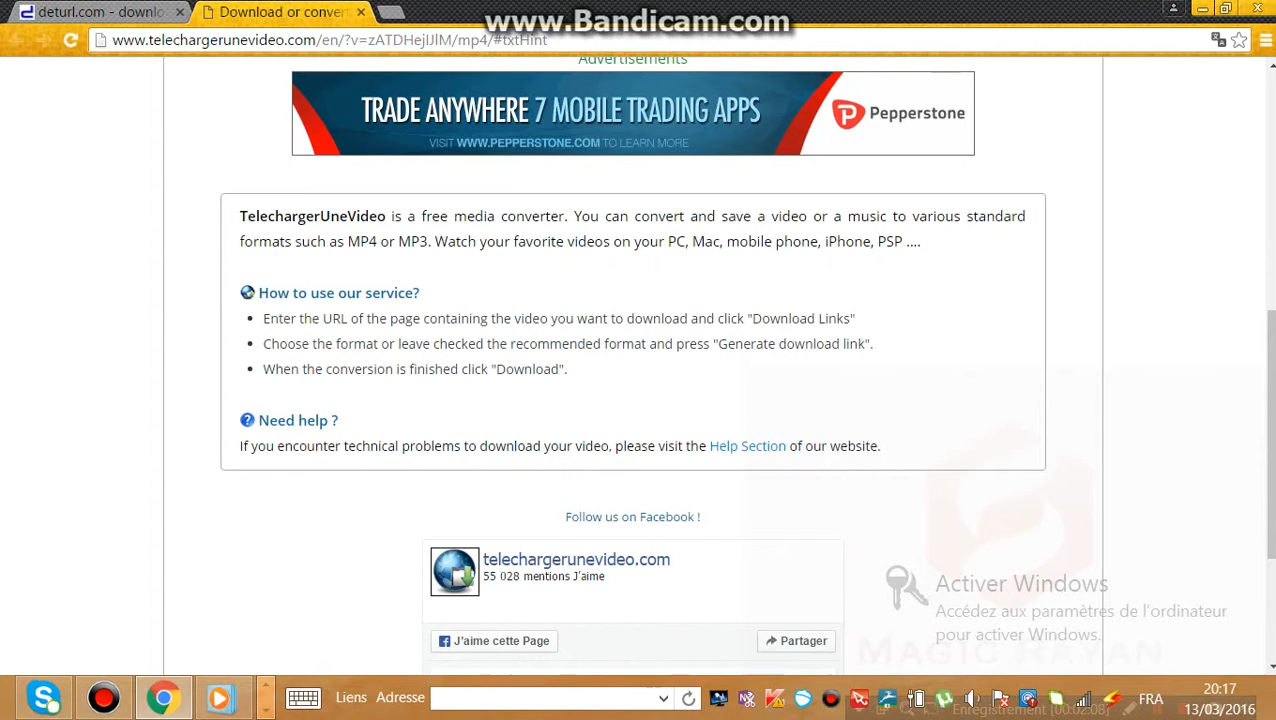 www.Bandicam.com
deturl.com - downlo
Download or conver
www.telechargerunevideo.com/en/?v=zATDHejlJlM/mp4/#txtHint
Advertisements
TRADE ANYWHERE 7 MOBILE TRADING APPS
VISIT WWW.PEPPERSTONE.COM TO LEARN MORE
Pepperstone
TelechargerUneVideo is a free media converter. You can convert and save a video or a music to various standard
formats such as MP4 or MP3. Watch your favorite videos on your PC, Mac, mobile phone, iPhone, PSP ....
How to use our service?
• Enter the URL of the page containing the video you want to download and click "Download Links"
• Choose the format or leave checked the recommended format and press "Generate download link".
• When the conversion is finished click "Download".
Need help ?
If you encounter technical problems to download your video, please visit the Help Section of our website.
Follow us on Facebook !
telechargerunevideo.com
55 028 mentions J'aime
J'aime cette Page
Partager
Activer Windows
Accédez aux paramètres de l'ordinateur
pour activer Windows.
MAGIC RAYAN
Liens Adresse
FRA
20:17
13/03/2016
Enregistrement [00:02:08]